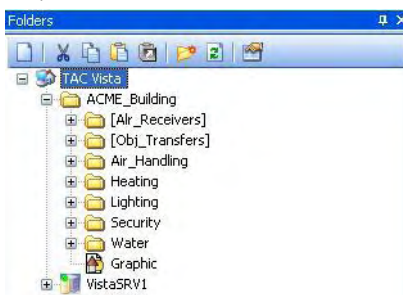 Folders
TAC Vista
ACME_Building
[Alr_Receivers]
[Obj_Transfers]
Air_Handling
Heating
Lighting
Security
Water
Graphic
VistaSRV1